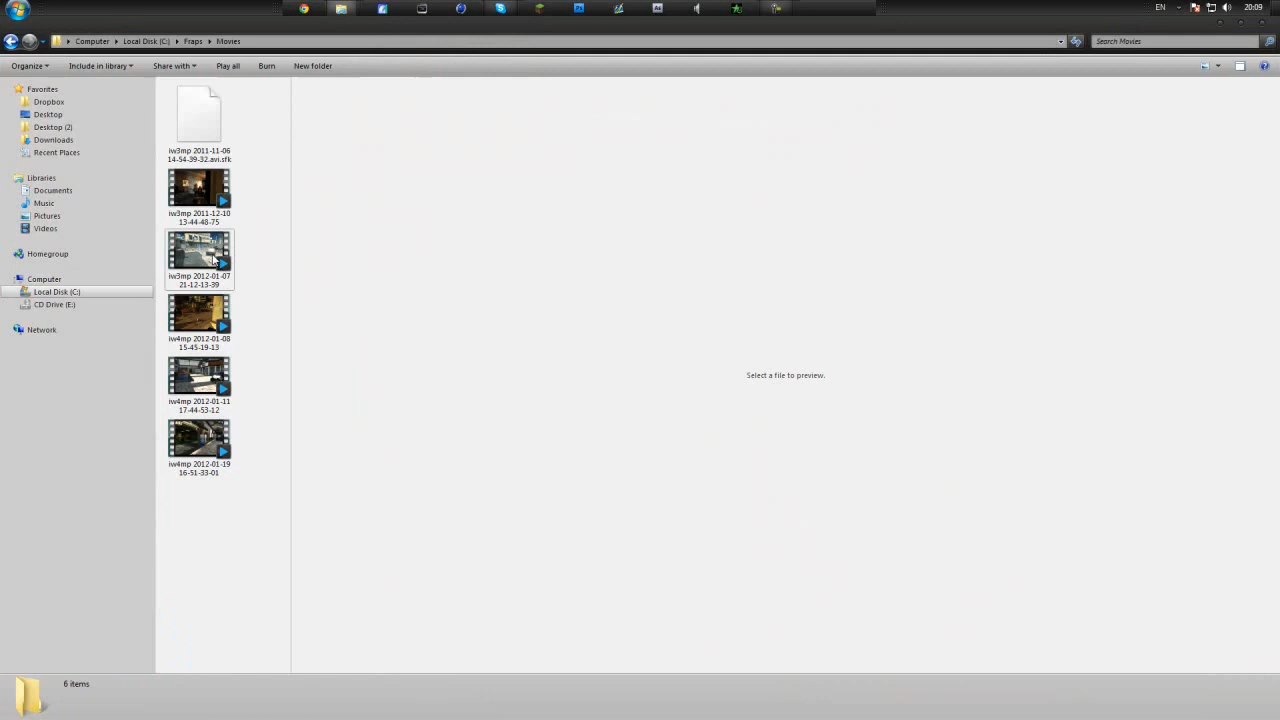 EN
20:09
Computer
Local Disk (C:)
Fraps
Movies
Search Movies
Organize
Include in library
Share with
Play all
Burn
New folder
Favorites
Dropbox
Desktop
Desktop (2)
Downloads
Recent Places
Libraries
Documents
Music
Pictures
Videos
Homegroup
Computer
Local Disk (C:)
CD Drive (E:)
Network
iw3mp 2011-11-06
14-54-39-32.avi.sfk
iw3mp 2011-12-10
13-44-48-75
iw3mp 2012-01-07
21-12-13-39
iw4mp 2012-01-08
15-45-19-13
iw4mp 2012-01-11
17-44-53-12
iw4mp 2012-01-19
16-51-33-01
Select a file to preview.
6 items